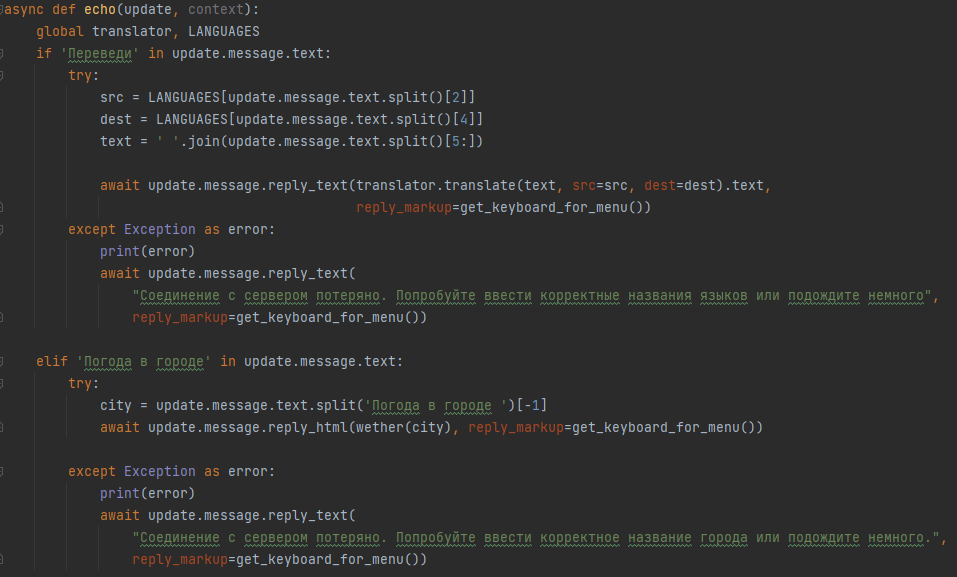 async def echo(update, context):
global translator, LANGUAGES
if 'Переведи' in update.message.text:
try:
src = LANGUAGES[update.message.text.split()[2]]
dest = LANGUAGES[update.message.text.split()[4]]
text = ' '.join(update.message.text.split()[5:])
await update.message.reply_text(translator.translate(text, src=src, dest=dest).text,
reply_markup=get_keyboard_for_menu())
except Exception as error:
print(error)
await update.message.reply_text(
"Соединение с сервером потеряно. Попробуйте ввести корректные названия языков или подождите немного",
reply_markup=get_keyboard_for_menu())
elif 'Погода в городе' in update.message.text:
try:
city = update.message.text.split('Погода в городе ')[-1]
await update.message.reply_html(wether(city), reply_markup=get_keyboard_for_menu())
except Exception as error:
print(error)
await update.message.reply_text(
"Соединение с сервером потеряно. Попробуйте ввести корректное название города или подождите немного.",
reply_markup=get_keyboard_for_menu())